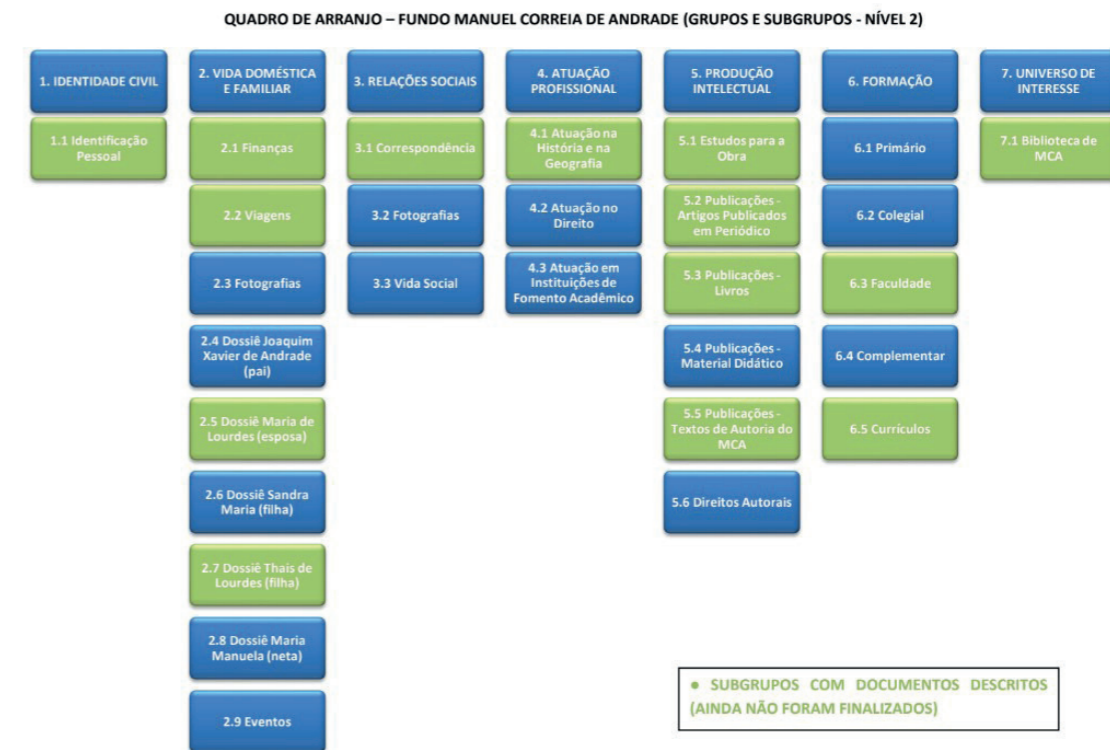 QUADRO DE ARRANJO – FUNDO MANUEL CORREIA DE ANDRADE (GRUPOS E SUBGRUPOS - NÍVEL 2)
1. IDENTIDADE CIVIL
1.1 Identificação
Pessoal
2. VIDA DOMÉSTICA
E FAMILIAR
2.1 Finanças
2.2 Viagens
2.3 Fotografias
2.4 Dossiê Joaquim
Xavier de Andrade
(pai)
2.5 Dossiê Maria de
Lourdes (esposa)
2.6 Dossiê Sandra
Maria (filha)
2.7 Dossiê Thais de
Lourdes (filha)
2.8 Dossiê Maria
Manuela (neta)
2.9 Eventos
3. RELAÇÕES SOCIAIS
3.1 Correspondência
3.2 Fotografias
3.3 Vida Social
4. ATUAÇÃO
PROFISSIONAL
4.1 Atuação na
História e na
Geografia
4.2 Atuação no
Direito
4.3 Atuação em
Instituições de
Fomento Acadêmico
5. PRODUÇÃO
INTELECTUAL
5.1 Estudos para a
Obra
5.2 Publicações -
Artigos Publicados
em Periódico
5.3 Publicações -
Livros
5.4 Publicações -
Material Didático
5.5 Publicações -
Textos de Autoria do
MCA
5.6 Direitos Autorais
6. FORMAÇÃO
6.1 Primário
6.2 Colegial
6.3 Faculdade
6.4 Complementar
6.5 Currículos
7. UNIVERSO DE
INTERESSE
7.1 Biblioteca de
MCA
● SUBGRUPOS COM DOCUMENTOS DESCRITOS
(AINDA NÃO FORAM FINALIZADOS)